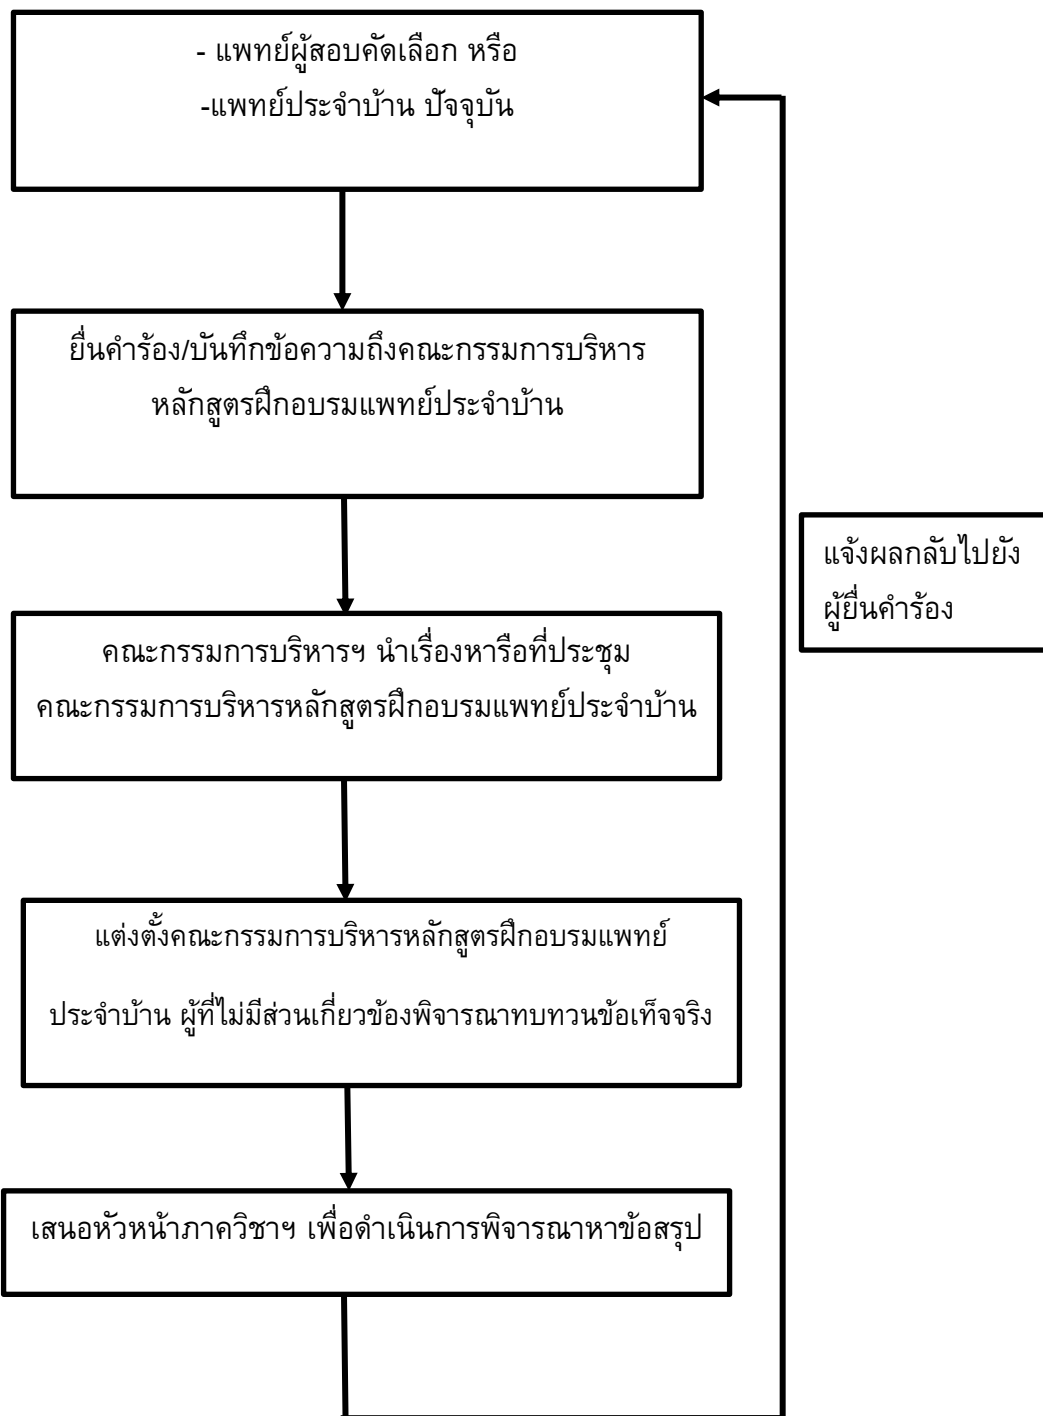 - แพทย์ผู้สอบคัดเลือก หรือ
-แพทย์ประจำบ้าน ปัจจุบัน
ยื่นคำร้อง/บันทึกข้อความถึงคณะกรรมการบริหาร
หลักสูตรฝึกอบรมแพทย์ประจำบ้าน
แจ้งผลกลับไปยัง
ผู้ยื่นคำร้อง
คณะกรรมการบริหารฯ นำเรื่องหารือที่ประชุม
คณะกรรมการบริหารหลักสูตรฝึกอบรมแพทย์ประจำบ้าน
แต่งตั้งคณะกรรมการบริหารหลักสูตรฝึกอบรมแพทย์
ประจำบ้าน ผู้ที่ไม่มีส่วนเกี่ยวข้องพิจารณาทบทวนข้อเท็จจริง
เสนอหัวหน้าภาควิชาฯ เพื่อดำเนินการพิจารณาหาข้อสรุป